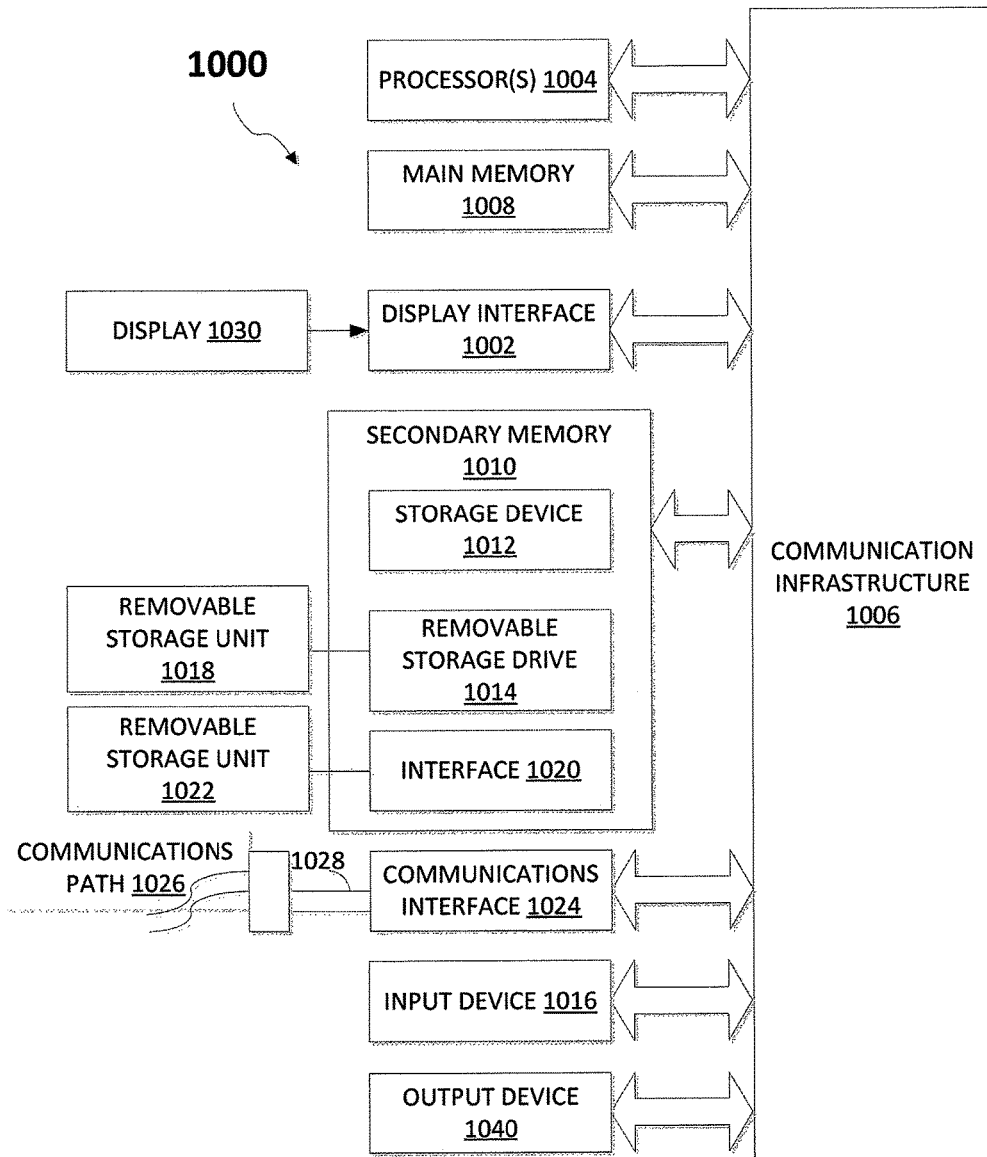 1000
PROCESSOR(S) 1004
MAIN MEMORY
1008
DISPLAY 1030
DISPLAY INTERFACE
1002
SECONDARY MEMORY
1010
STORAGE DEVICE
1012
COMMUNICATION
INFRASTRUCTURE
1006
REMOVABLE
STORAGE UNIT
1018
REMOVABLE
STORAGE DRIVE
1014
REMOVABLE
STORAGE UNIT
1022
INTERFACE 1020
COMMUNICATIONS
PATH 1026
1028
COMMUNICATIONS
INTERFACE 1024
INPUT DEVICE 1016
OUTPUT DEVICE
1040